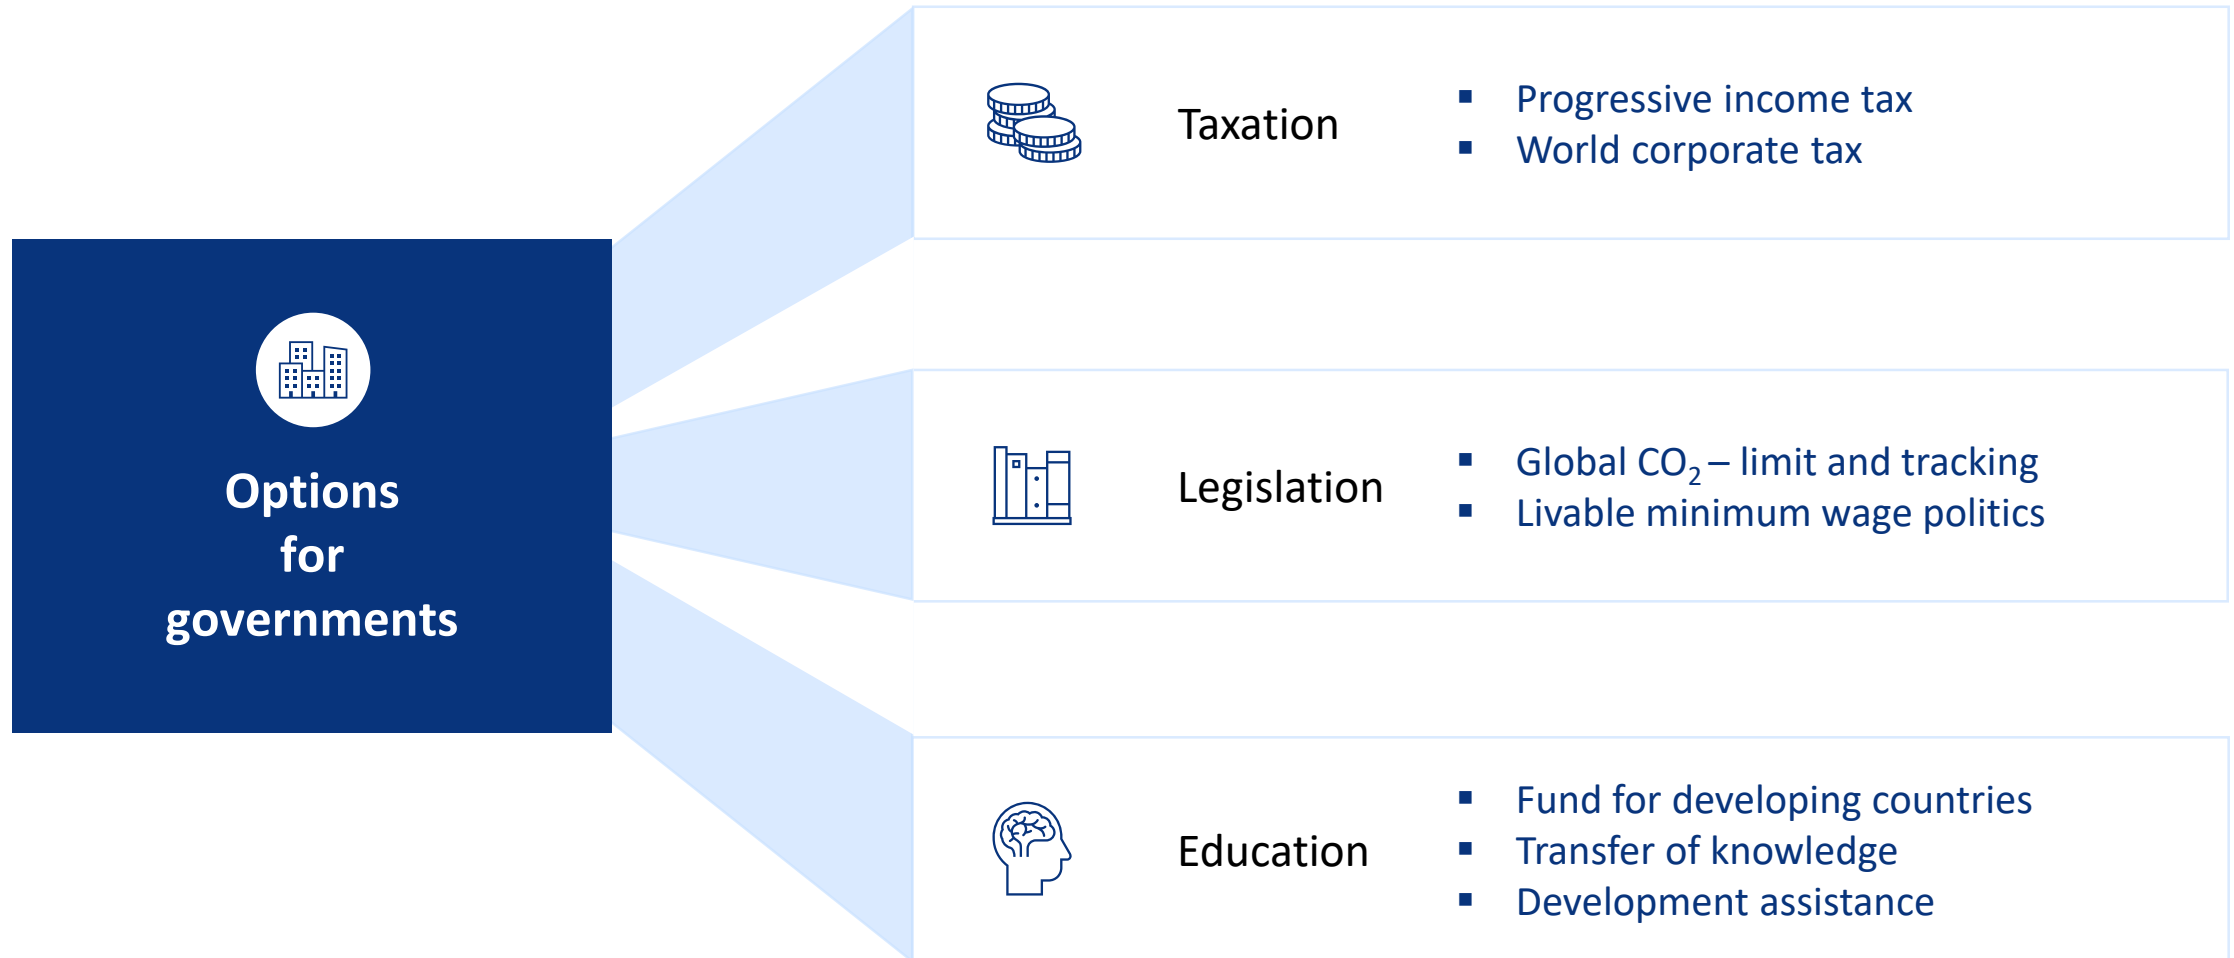 Options
for
governments
Taxation
▪ Progressive income tax
▪ World corporate tax
Legislation
▪ Global CO₂ – limit and tracking
▪ Livable minimum wage politics
Education
▪ Fund for developing countries
▪ Transfer of knowledge
▪ Development assistance